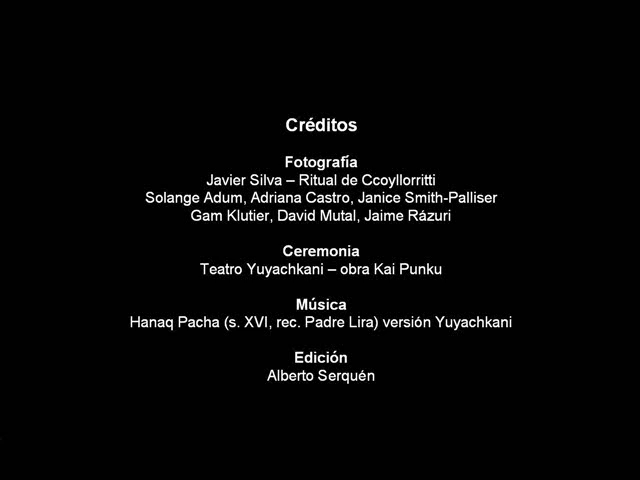 Créditos
Fotografía
Javier Silva – Ritual de Ccoyllorritti
Solange Adum, Adriana Castro, Janice Smith-Palliser
Gam Klutier, David Mutal, Jaime Rázuri
Ceremonia
Teatro Yuyachkani – obra Kai Punku
Música
Hanaq Pacha (s. XVI, rec. Padre Lira) versión Yuyachkani
Edición
Alberto Serquén